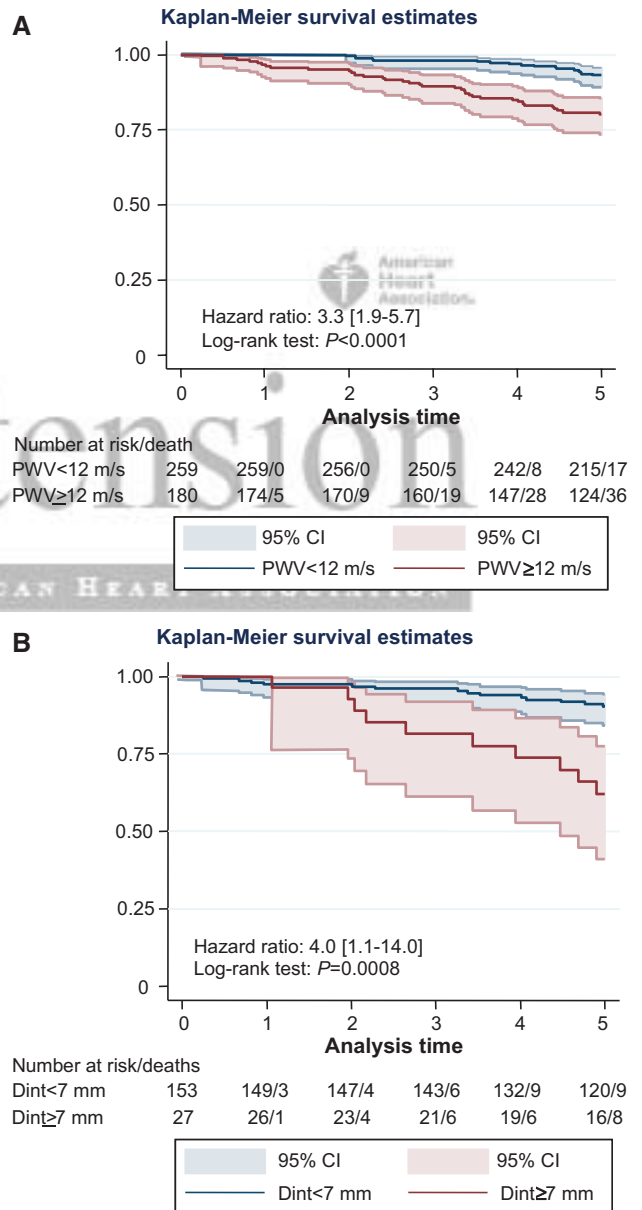 A
Kaplan-Meier survival estimates
1.00
0.75
0.50
0.25
0
American
Heart
Association
Hazard ratio: 3.3 [1.9-5.7]
Log-rank test: P<0.0001
0 1 2 3 4 5
Analysis time
tension
Number at risk/death
PWV<12 m/s 259 259/0 256/0 250/5 242/8 215/17
PWV≥12 m/s 180 174/5 170/9 160/19 147/28 124/36
95% CI 95% CI
PWV<12 m/s PWV≥12 m/s
CAN HEART ASSOCIATION
B
Kaplan-Meier survival estimates
1.00
0.75
0.50
0.25
0
Hazard ratio: 4.0 [1.1-14.0]
Log-rank test: P=0.0008
0 1 2 3 4 5
Analysis time
Number at risk/deaths
Dint<7 mm 153 149/3 147/4 143/6 132/9 120/9
Dint≥7 mm 27 26/1 23/4 21/6 19/6 16/8
95% CI 95% CI
Dint<7 mm Dint≥7 mm